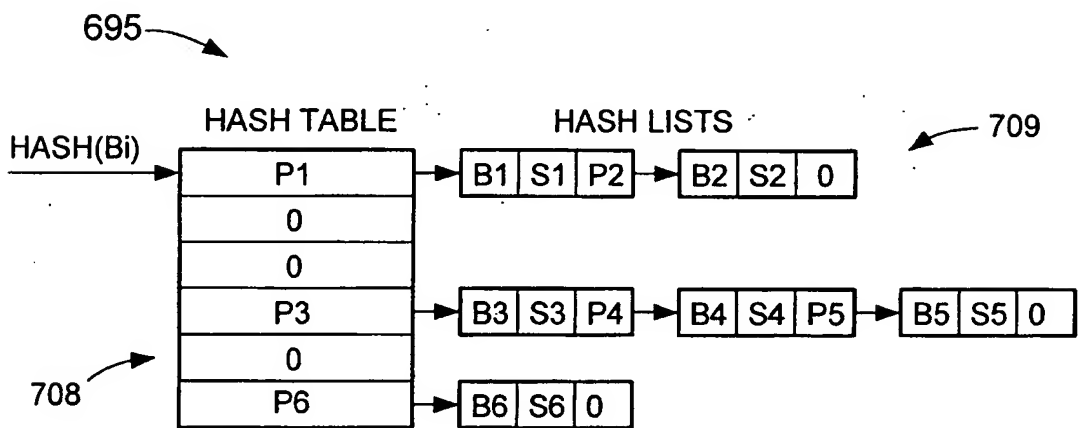 695
HASH TABLE HASH LISTS
709
HASH(Bi)
P1 B1 S1 P2 B2 S2 0
0
0
P3 B3 S3 P4 B4 S4 P5 B5 S5 0
0
708
P6 B6 S6 0